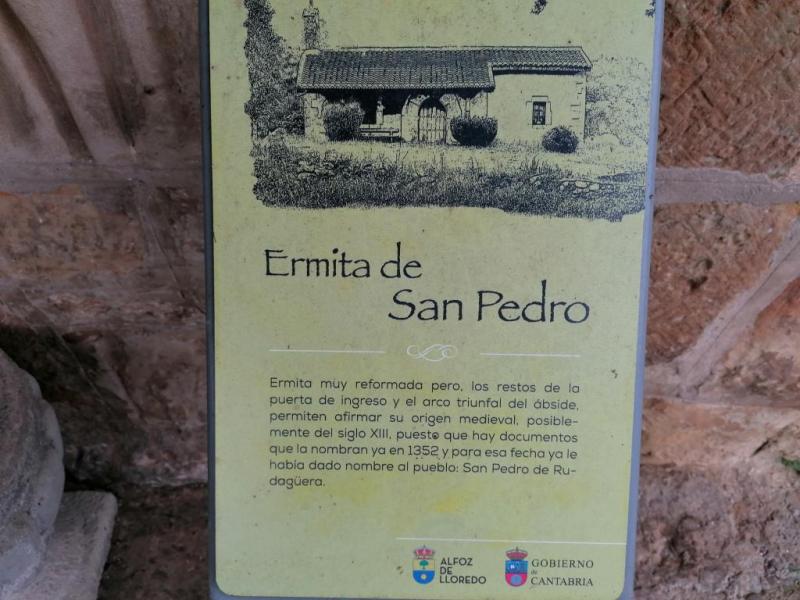 Ermita de
San Pedro
Ermita muy reformada pero, los restos de la
puerta de ingreso y el arco triunfal del ábside,
permiten afirmar su origen medieval, posible-
mente del siglo XIII, puesto que hay documentos
que la nombran ya en 1352 y para esa fecha ya le
había dado nombre al pueblo: San Pedro de Ru-
dagüera.
ALFOZ
DE
LLOREDO
GOBIERNO
de
CANTABRIA